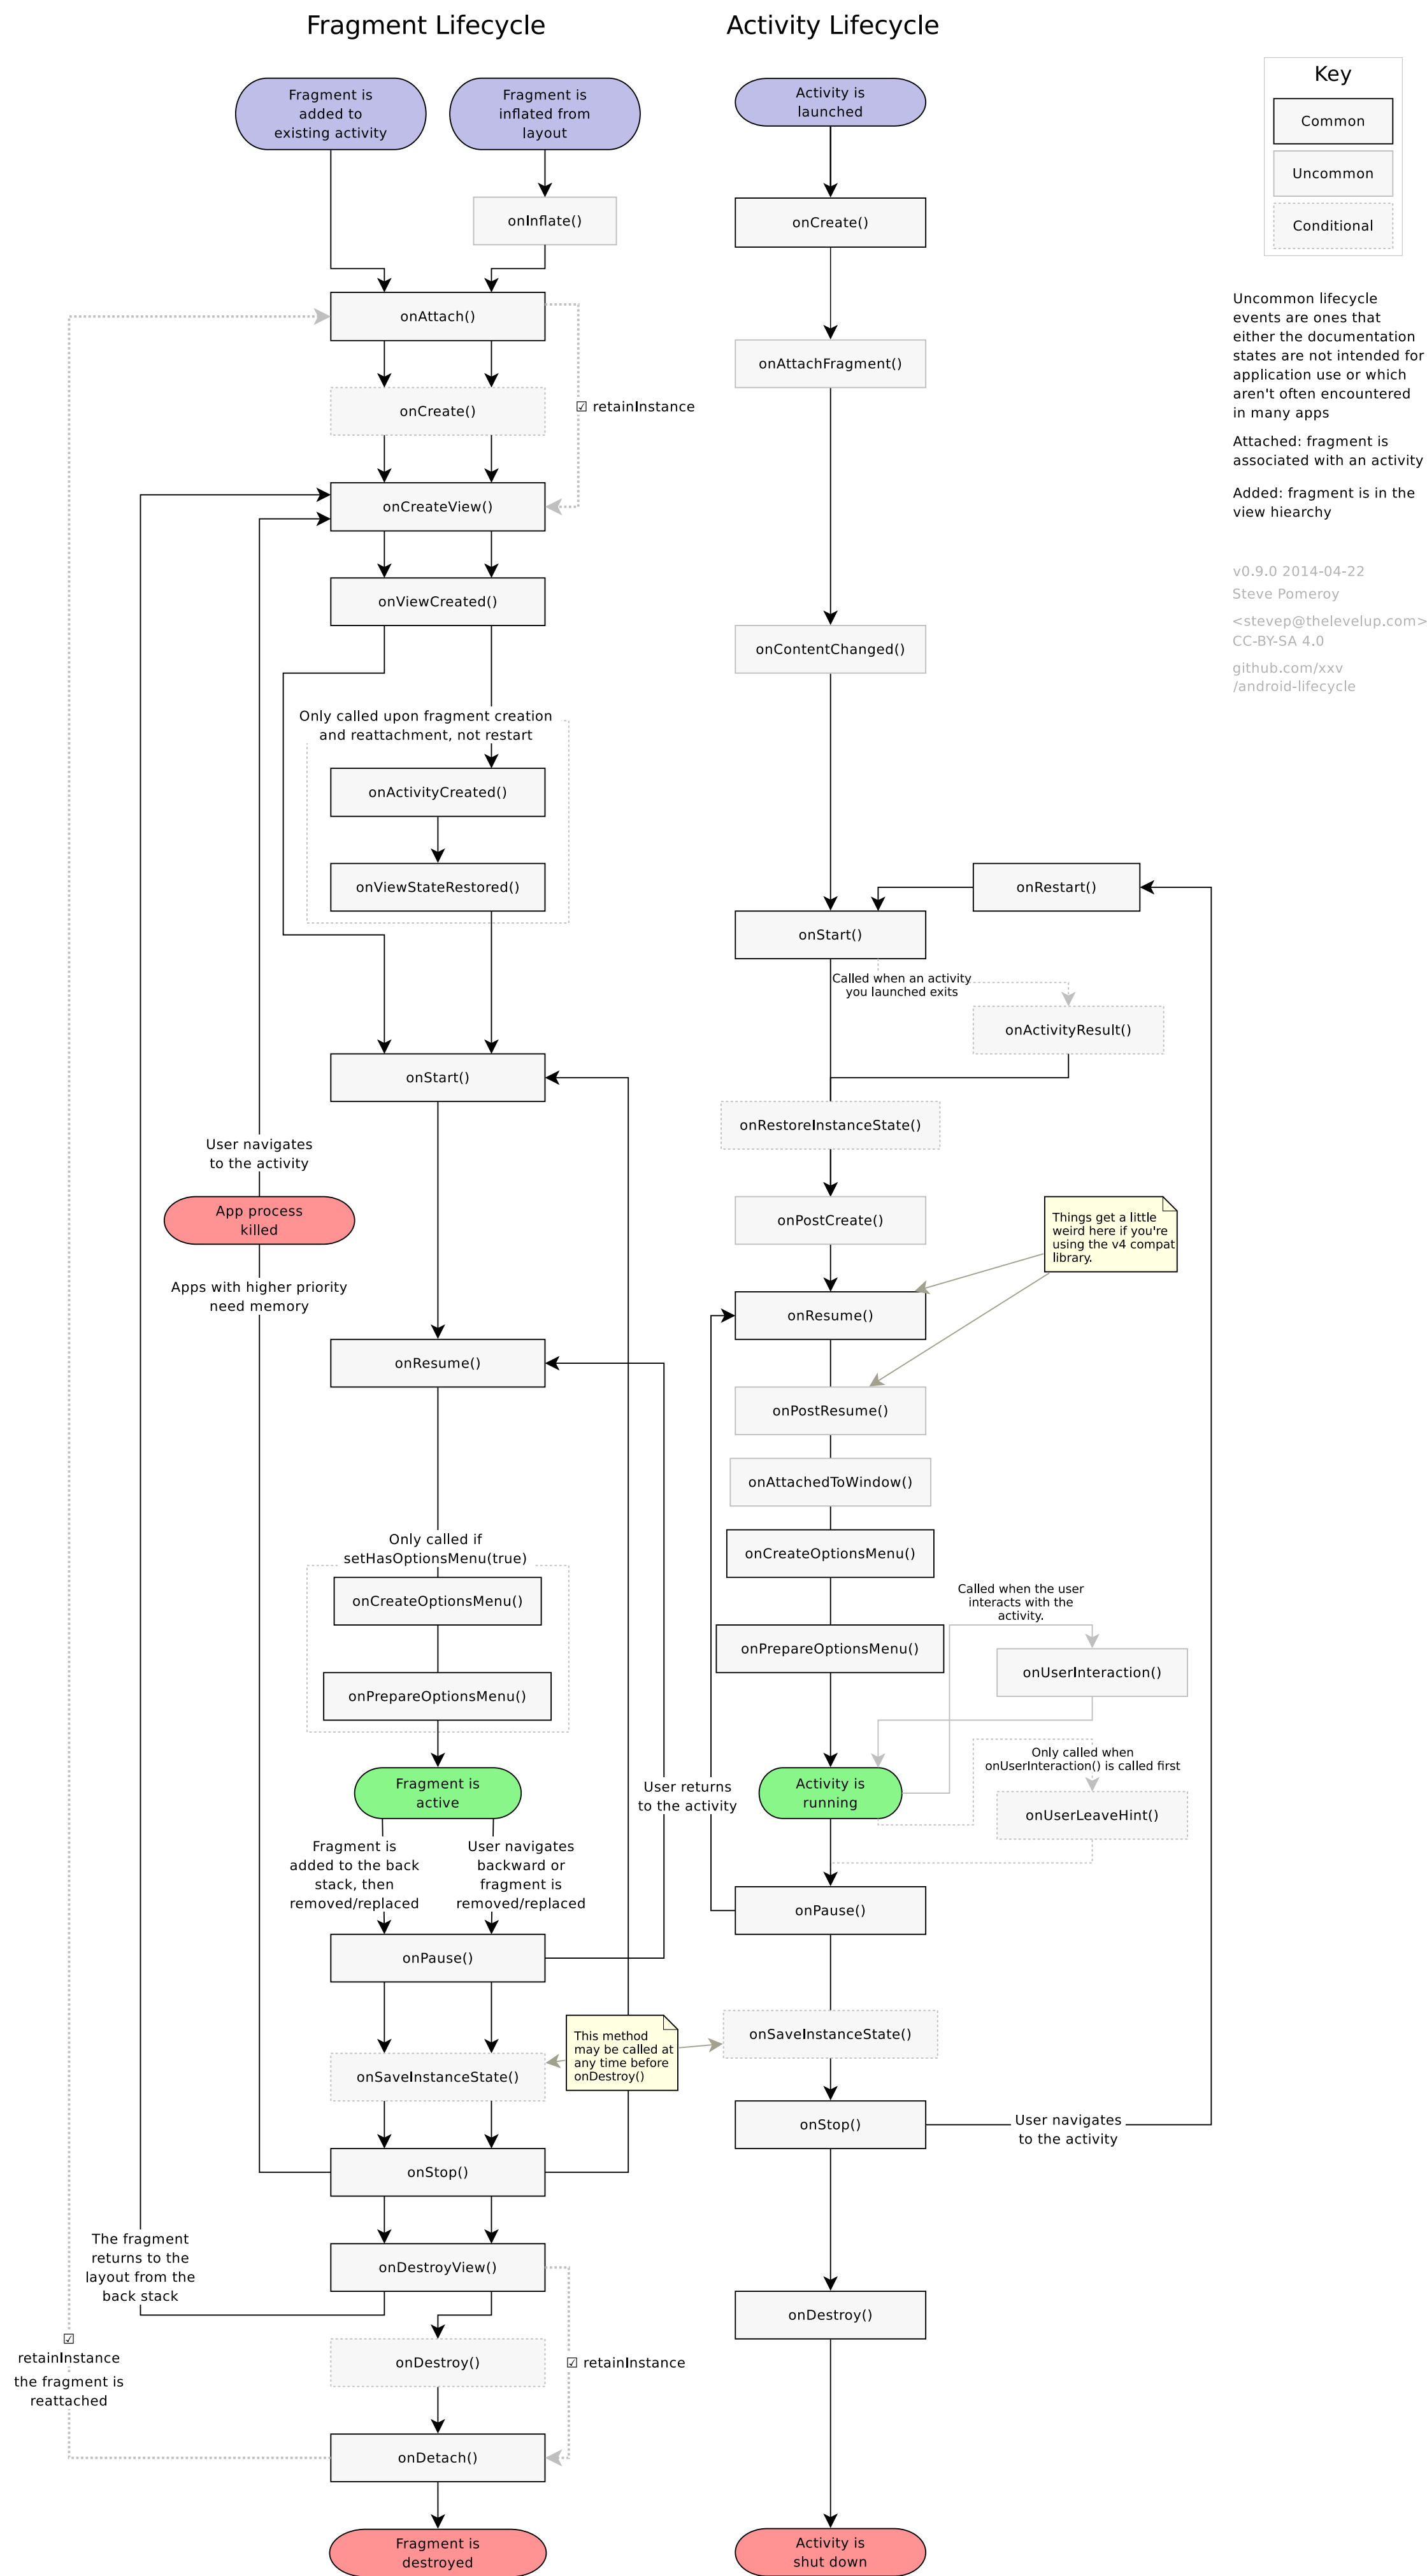 Fragment Lifecycle
Activity Lifecycle
Key
Common
Uncommon
Conditional
Uncommon lifecycle
events are ones that
either the documentation
states are not intended for
application use or which
aren't often encountered
in many apps
Attached: fragment is
associated with an activity
Added: fragment is in the
view hiearchy
v0.9.0 2014-04-22
Steve Pomeroy
<stevep@thelevelup.com>
CC-BY-SA 4.0
github.com/xxv
/android-lifecycle
Fragment is
added to
existing activity
Fragment is
inflated from
layout
onInflate()
onAttach()
onCreate()
☑ retainInstance
onCreateView()
onViewCreated()
Only called upon fragment creation
and reattachment, not restart
onActivityCreated()
onViewStateRestored()
onStart()
User navigates
to the activity
App process
killed
Apps with higher priority
need memory
onResume()
Only called if
setHasOptionsMenu(true)
onCreateOptionsMenu()
onPrepareOptionsMenu()
Fragment is
active
Fragment is
added to the back
stack, then
removed/replaced
User navigates
backward or
fragment is
removed/replaced
User returns
to the activity
onPause()
This method
may be called at
any time before
onDestroy()
onSaveInstanceState()
onStop()
The fragment
returns to the
layout from the
back stack
onDestroyView()
☑
retainInstance
the fragment is
reattached
onDestroy()
☑ retainInstance
onDetach()
Fragment is
destroyed
Activity is
launched
onCreate()
onAttachFragment()
onContentChanged()
onRestart()
onStart()
Called when an activity
you launched exits
onActivityResult()
onRestoreInstanceState()
onPostCreate()
Things get a little
weird here if you're
using the v4 compat
library.
onResume()
onPostResume()
onAttachedToWindow()
onCreateOptionsMenu()
Called when the user
interacts with the
activity.
onPrepareOptionsMenu()
onUserInteraction()
Only called when
onUserInteraction() is called first
Activity is
running
onUserLeaveHint()
onPause()
onSaveInstanceState()
onStop()
User navigates
to the activity
onDestroy()
Activity is
shut down